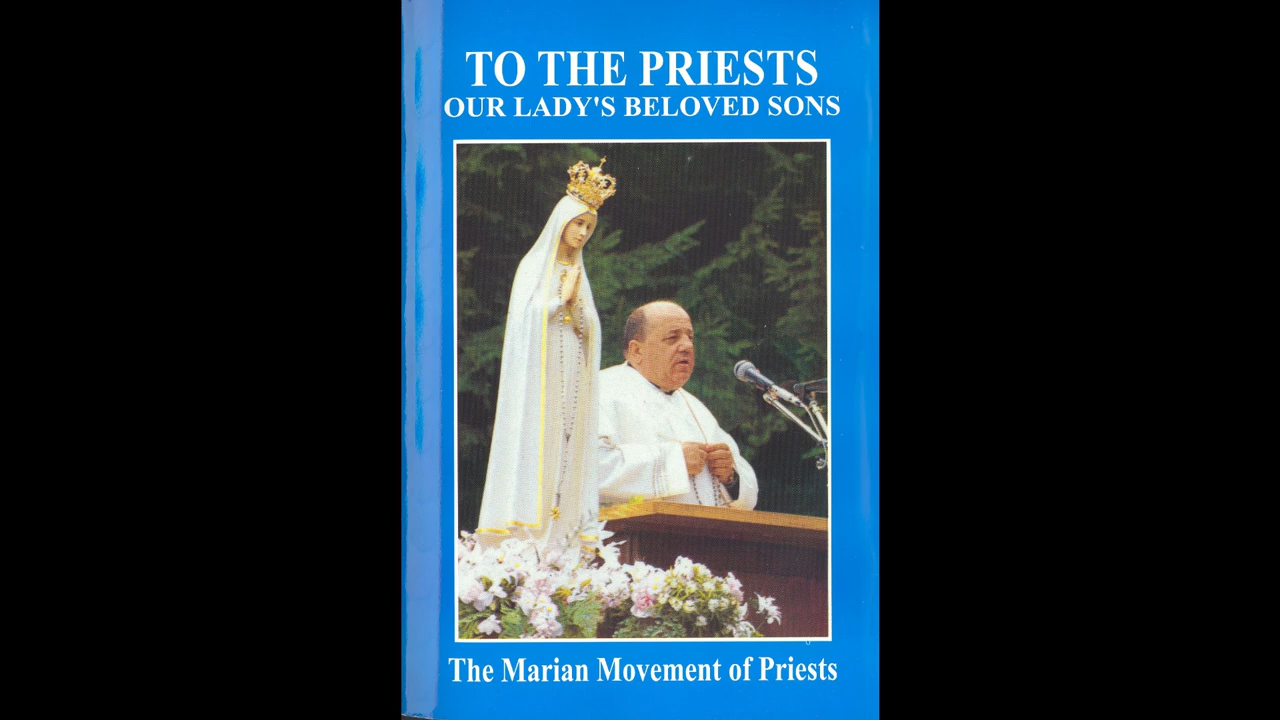 TO THE PRIESTS
OUR LADY'S BELOVED SONS
The Marian Movement of Priests